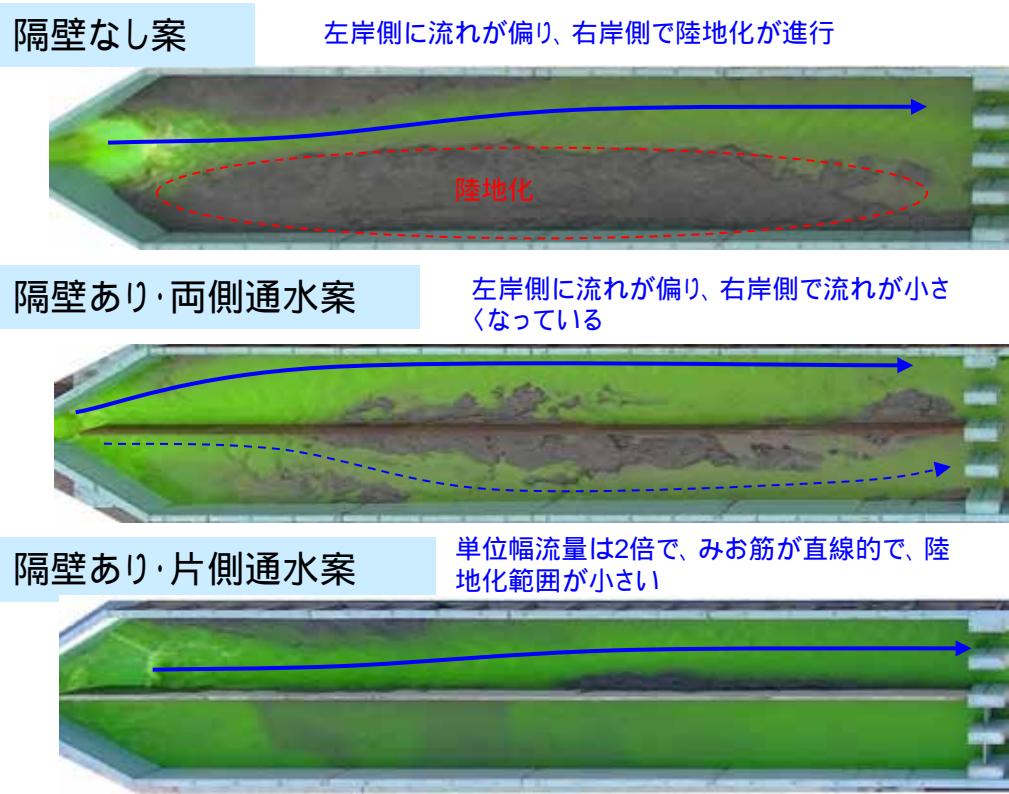 隔壁なし案
左岸側に流れが偏り、右岸側で陸地化が進行
陸地化
隔壁あり・両側通水案
左岸側に流れが偏り、右岸側で流れが小さ
くなっている
隔壁あり・片側通水案
単位幅流量は2倍で、みお筋が直線的で、陸
地化範囲が小さい